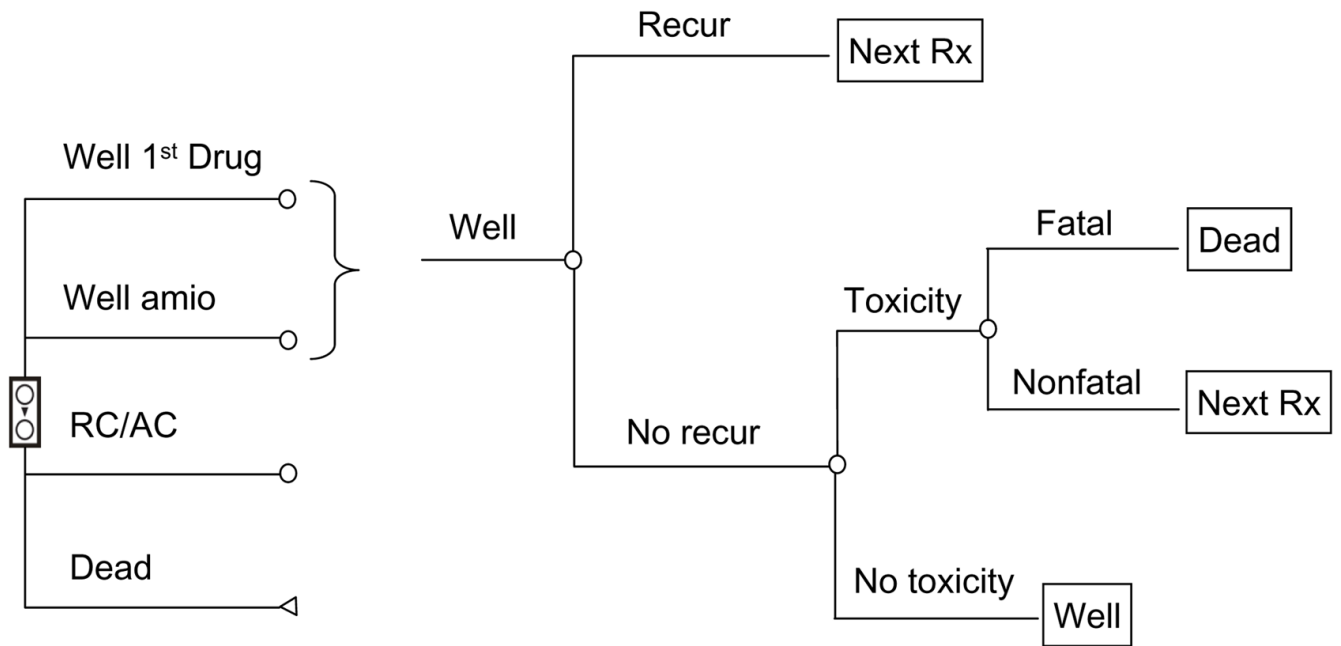 Recur
Next Rx
Well 1st Drug
Well
Fatal
Dead
Well amio
Toxicity
Nonfatal
Next Rx
RC/AC
No recur
Dead
No toxicity
Well